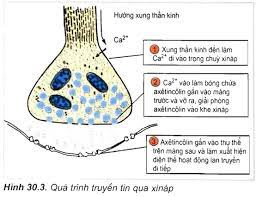 Hướng xung thần kinh
Ca²⁺
1 Xung thần kinh đến làm
Ca²⁺ đi vào trong chuỳ xináp
2 Ca²⁺ vào làm bóng chứa
axêtincôlin gắn vào màng
trước và vỡ ra, giải phóng
axêtincôlin vào khe xináp
3 Axêtincôlin gắn vào thụ thể
trên màng sau và làm xuất hiện
điện thế hoạt động lan truyền
đi tiếp
Hình 30.3. Quá trình truyền tin qua xináp